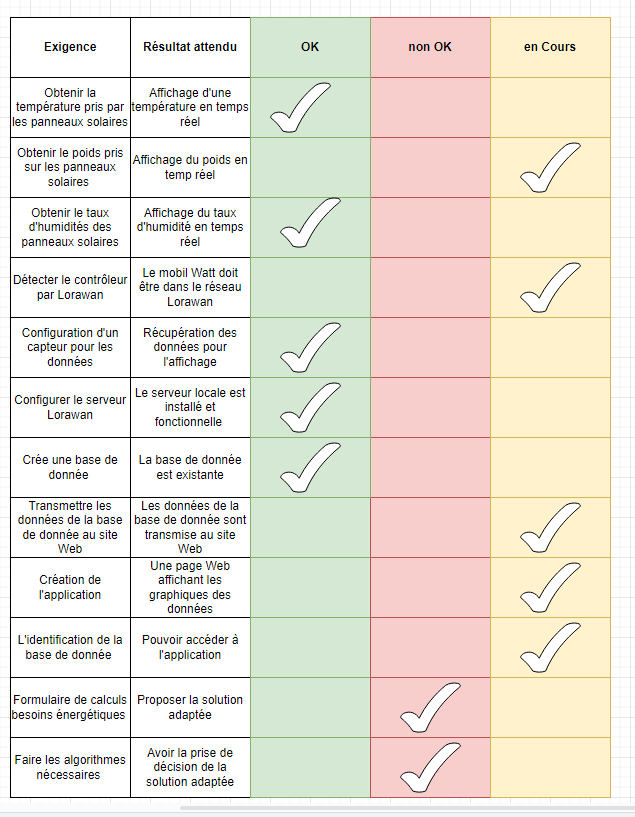 Exigence
Résultat attendu
OK
non OK
en Cours
Obtenir la
température pris par
les panneaux solaires
Affichage d'une
température en temps
réel
Obtenir le poids pris
sur les panneaux
solaires
Affichage du poids en
temp réel
Obtenir le taux
d'humidités des
panneaux solaires
Affichage du taux
d'humidité en temps
réel
Détecter le contrôleur
par Lorawan
Le mobil Watt doit
être dans le réseau
Lorawan
Configuration d'un
capteur pour les
données
Récupération des
données pour
l'affichage
Configurer le serveur
Lorawan
Le serveur locale est
installé et
fonctionnelle
Crée une base de
donnée
La base de donnée
est existante
Transmettre les
données de la base
de donnée au site
Web
Les données de la
base de donnée sont
transmise au site
Web
Création de
l'application
Une page Web
affichant les
graphiques des
données
L'identification de la
base de donnée
Pouvoir accéder à
l'application
Formulaire de calculs
besoins énergétiques
Proposer la solution
adaptée
Faire les algorithmes
nécessaires
Avoir la prise de
décision de la
solution adaptée